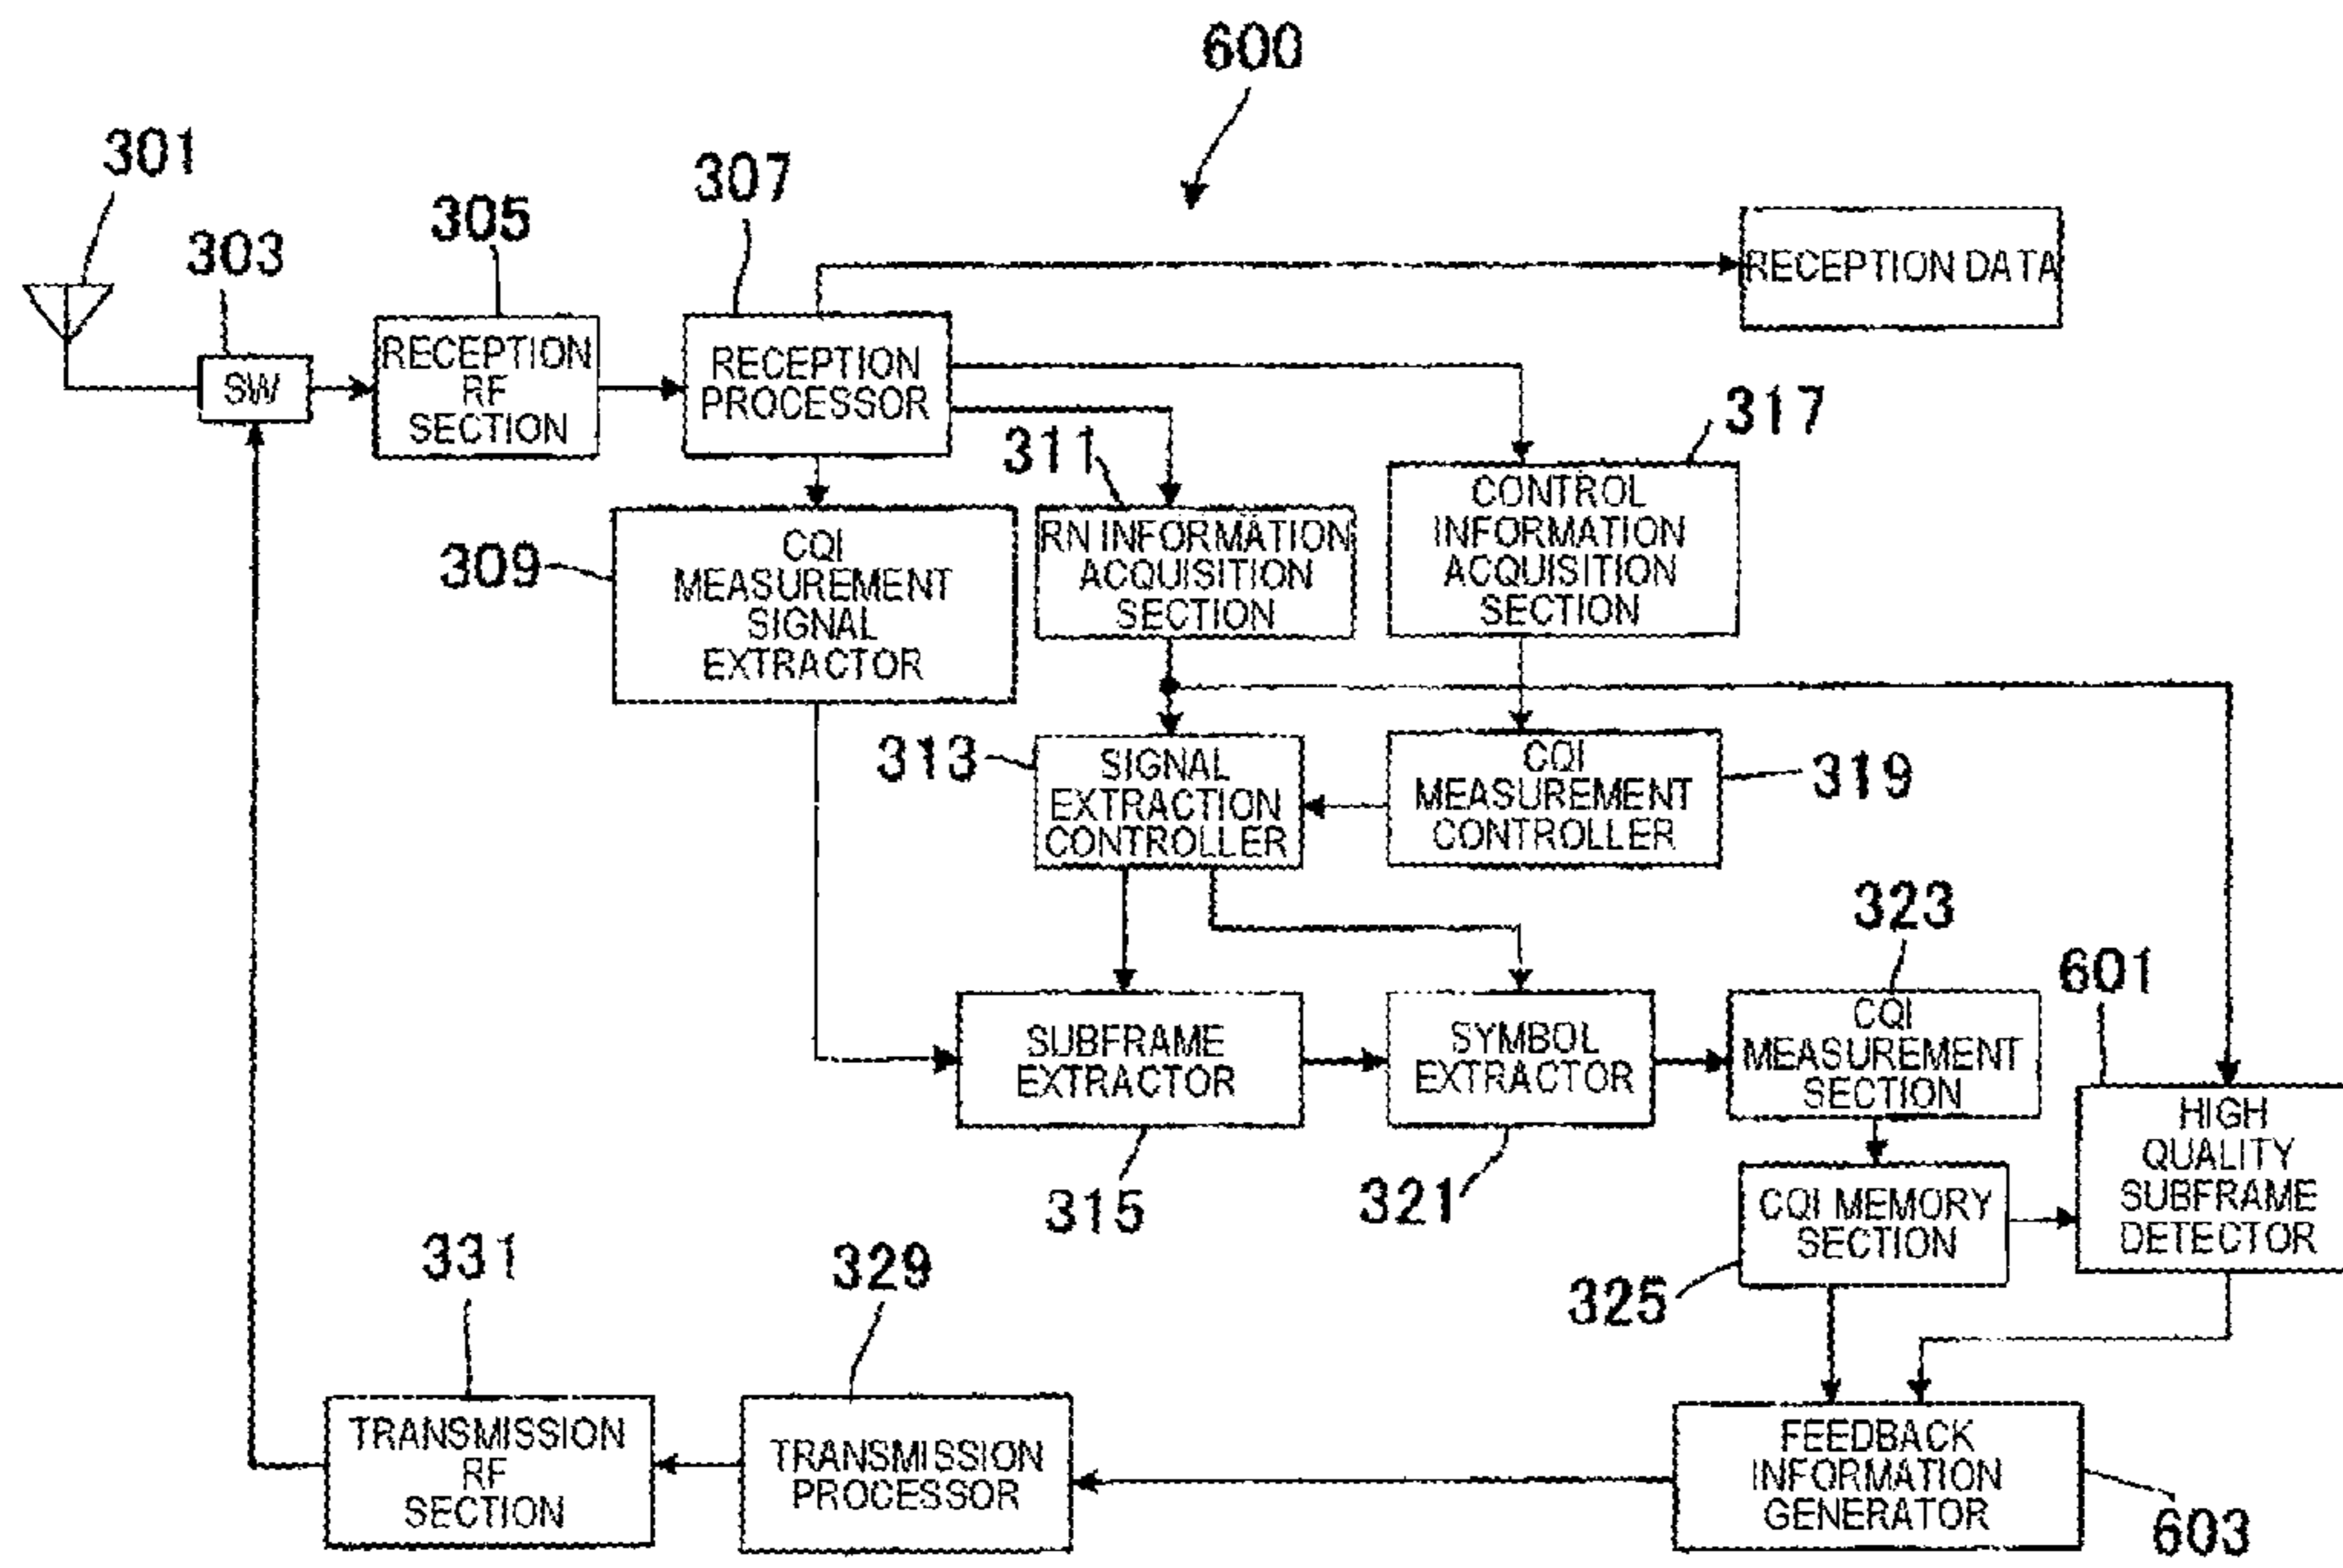 600
301
303
305
307
RECEPTION DATA
SW
RECEPTION
RF
SECTION
RECEPTION
PROCESSOR
311
317
309
CQI
MEASUREMENT
SIGNAL
EXTRACTOR
RN INFORMATION
ACQUISITION
SECTION
CONTROL
INFORMATION
ACQUISITION
SECTION
313
SIGNAL
EXTRACTION
CONTROLLER
CQI
MEASUREMENT
CONTROLLER
319
323
601
SUBFRAME
EXTRACTOR
SYMBOL
EXTRACTOR
CQI
MEASUREMENT
SECTION
HIGH
QUALITY
SUBFRAME
DETECTOR
315
321
CQI MEMORY
SECTION
325
331
329
TRANSMISSION
RF
SECTION
TRANSMISSION
PROCESSOR
FEEDBACK
INFORMATION
GENERATOR
603